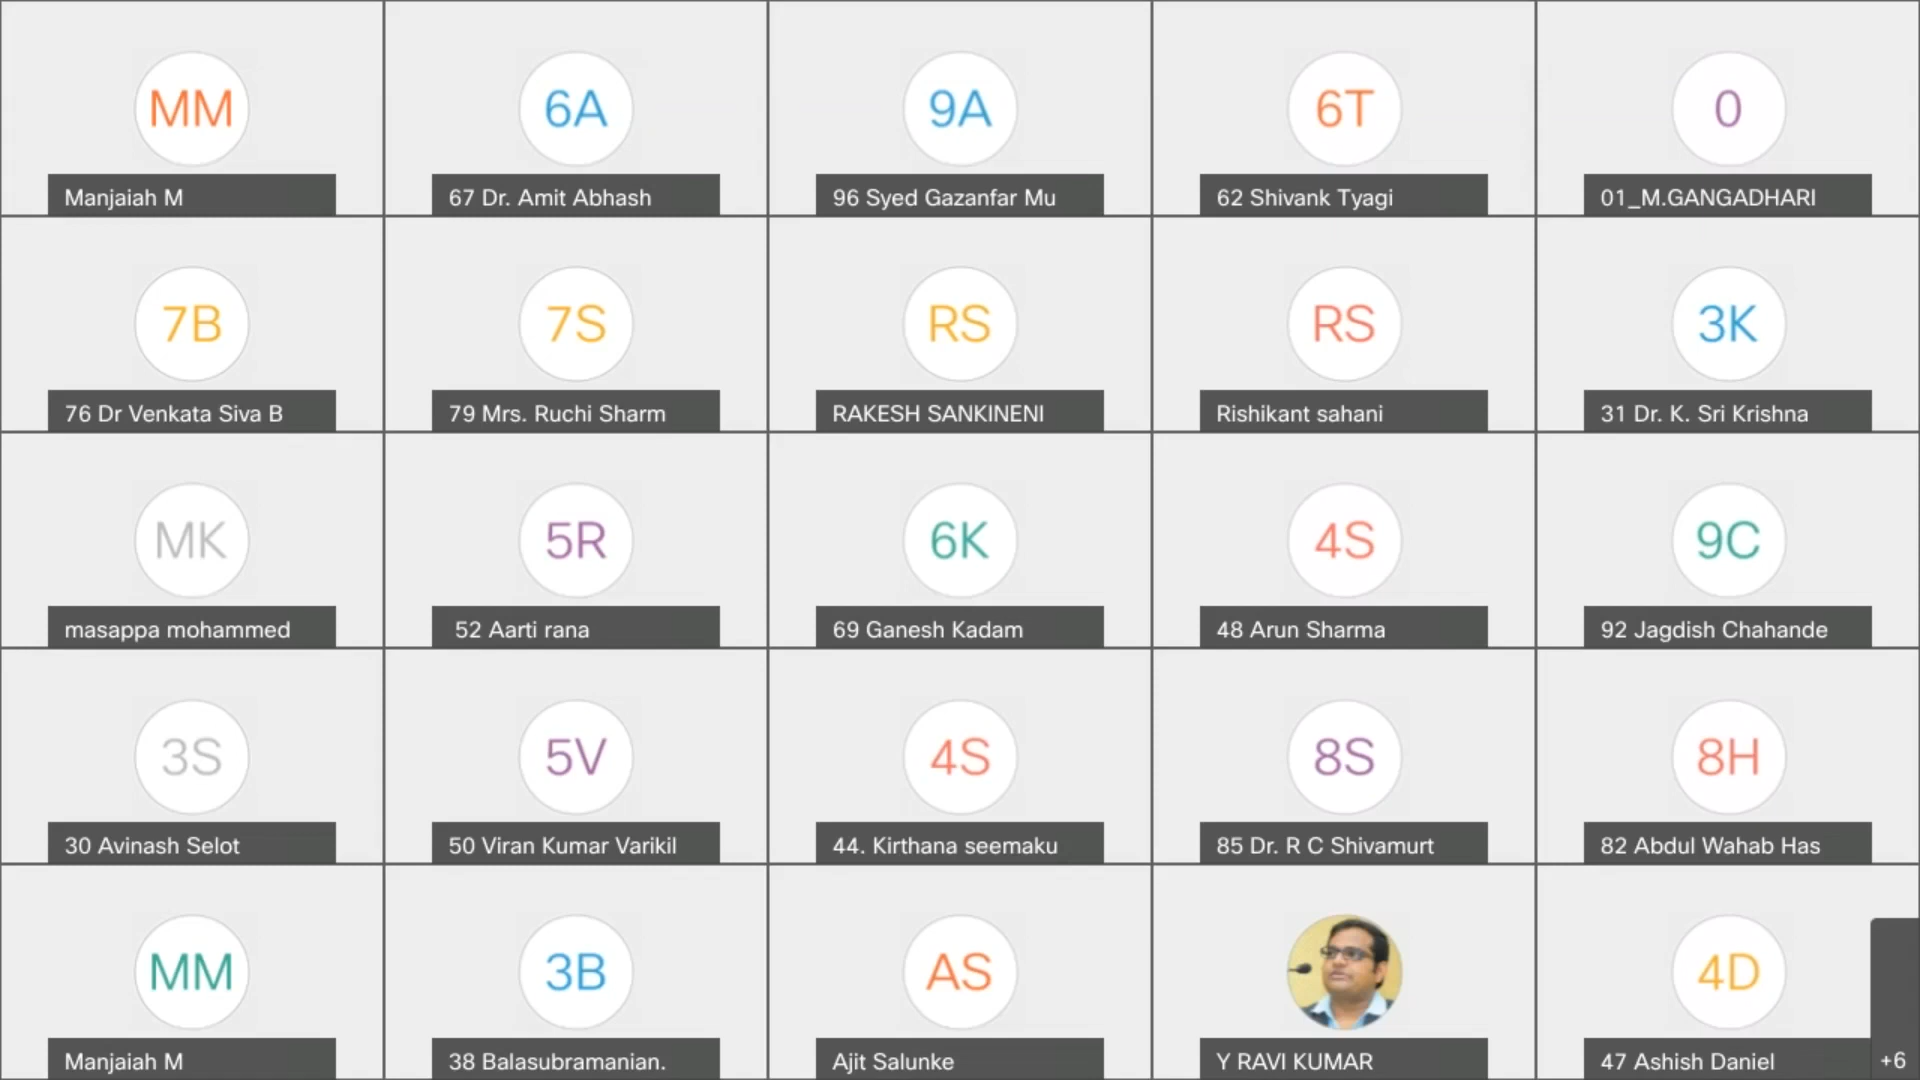 MM
6A
9A
6T
0
Manjaiah M
67 Dr. Amit Abhash
96 Syed Gazanfar Mu
62 Shivank Tyagi
01_M.GANGADHARI
7B
7S
RS
RS
3K
76 Dr Venkata Siva B
79 Mrs. Ruchi Sharm
RAKESH SANKINENI
Rishikant sahani
31 Dr. K. Sri Krishna
MK
5R
6K
4S
9C
masappa mohammed
52 Aarti rana
69 Ganesh Kadam
48 Arun Sharma
92 Jagdish Chahande
3S
5V
4S
8S
8H
30 Avinash Selot
50 Viran Kumar Varikil
44. Kirthana seemaku
85 Dr. R C Shivamurt
82 Abdul Wahab Has
MM
3B
AS
4D
Manjaiah M
38 Balasubramanian.
Ajit Salunke
Y RAVI KUMAR
47 Ashish Daniel
+6